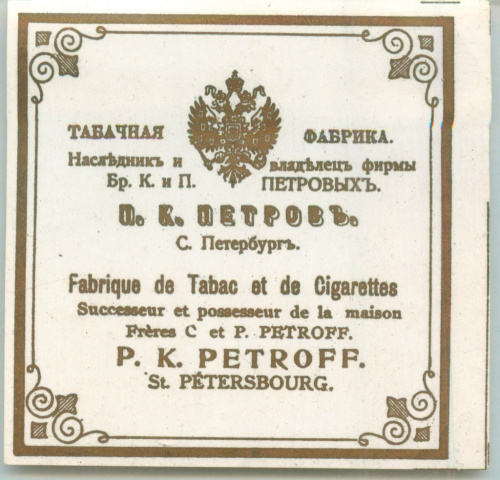 ТАБАЧНАЯ ФАБРИКА.
Наслѣдникъ и владѣлецъ фирмы
Бр. К. и П. ПЕТРОВЫХЪ.
П. К. ПЕТРОВЪ.
С. Петербургъ.
Fabrique de Tabac et de Cigarettes
Successeur et possesseur de la maison
Frères C et P. PETROFF.
P. K. PETROFF.
St. PÉTERSBOURG.